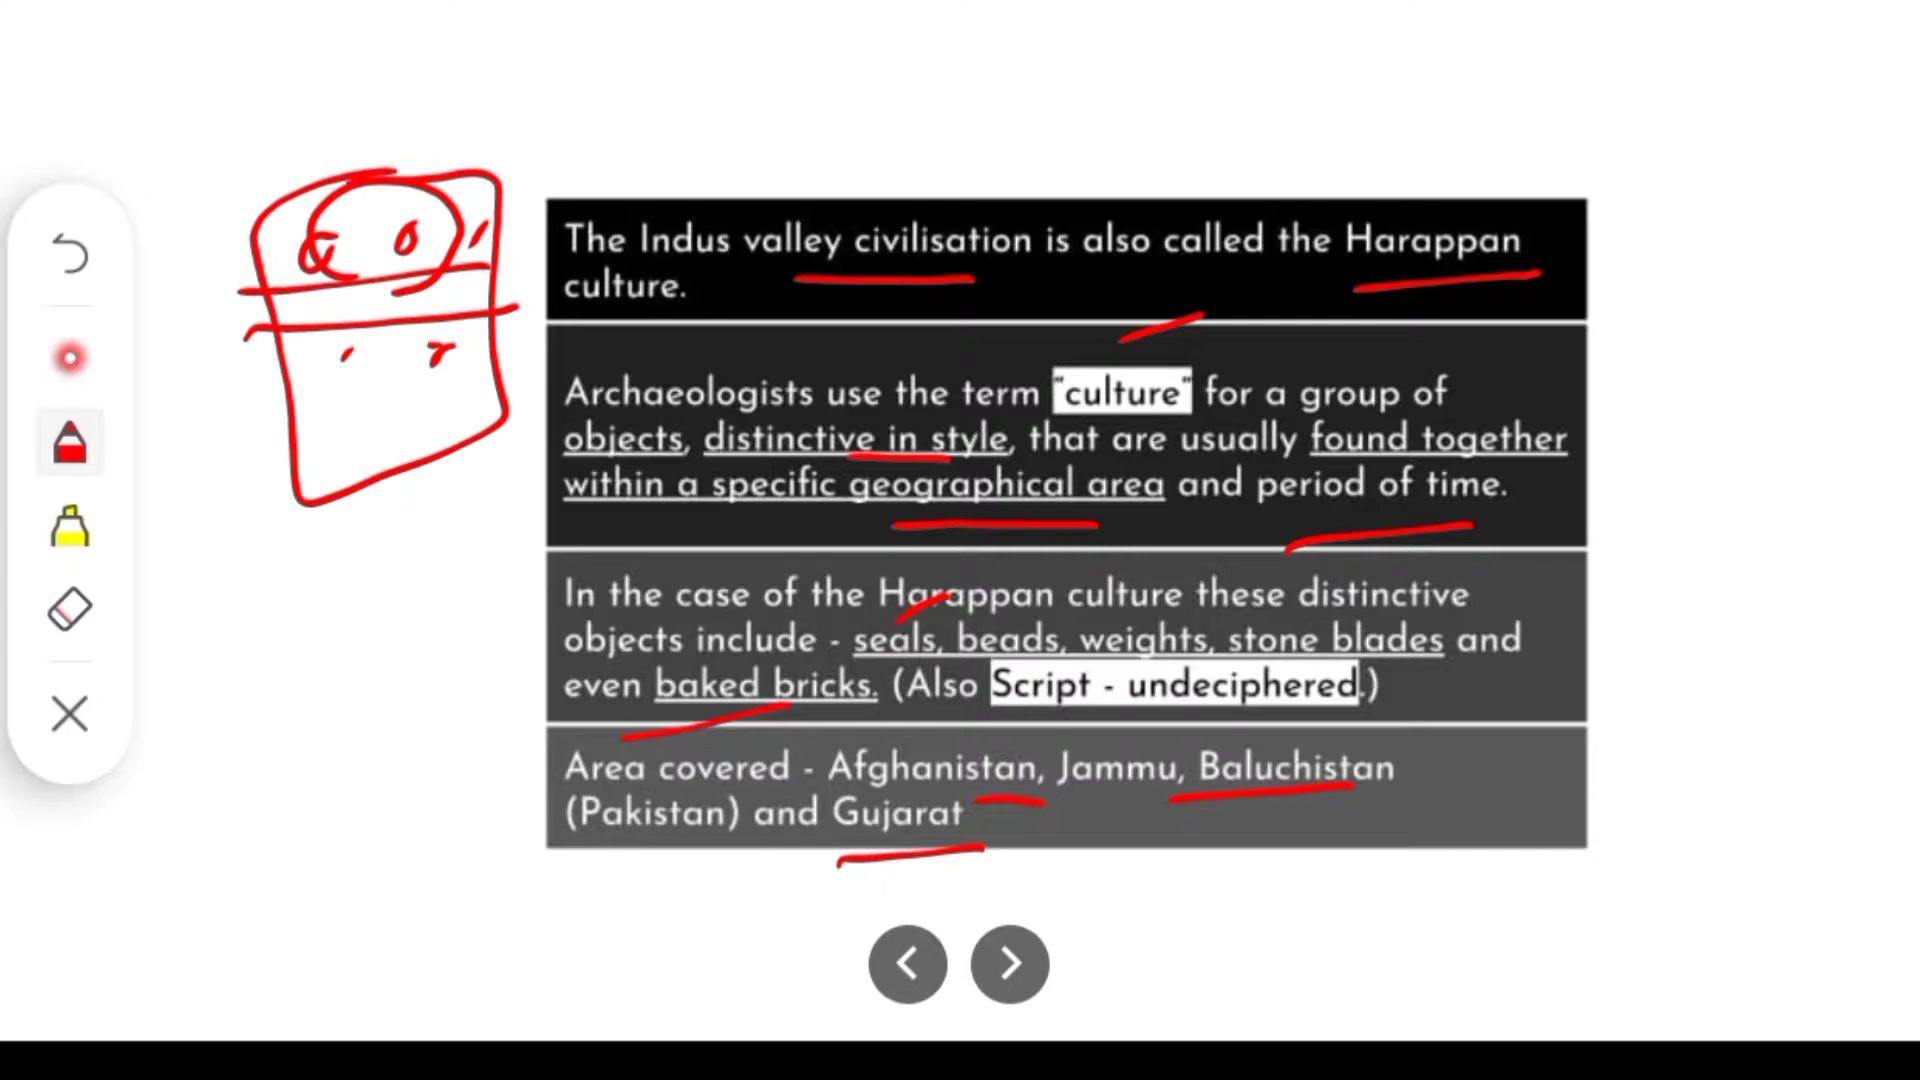 The Indus valley civilisation is also called the Harappan
culture.
Archaeologists use the term "culture" for a group of
objects, distinctive in style, that are usually found together
within a specific geographical area and period of time.
In the case of the Harappan culture these distinctive
objects include - seals, beads, weights, stone blades and
even baked bricks. (Also Script - undeciphered.)
Area covered - Afghanistan, Jammu, Baluchistan
(Pakistan) and Gujarat